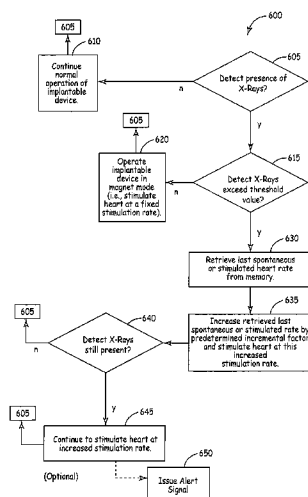 600
605
610
605
Continue
normal
operation of
implantable
device.
n
Detect presence of
X-Rays?
y
605
620
615
Operate
implantable
device in
magnet mode
(i.e., stimulate
heart at a fixed
stimulation rate).
n
Detect X-Rays
exceed threshold
value?
y
630
Retrieve last spontaneous
or stimulated heart rate
from memory.
635
640
605
Increase retrieved last
spontaneous or stimulated rate by
predetermined incremental factor
and stimulate heart at this
increased
stimulation rate.
Detect X-Rays
still present?
n
y
605
645
Continue to stimulate heart at
increased stimulation rate.
650
(Optional)
Issue Alert
Signal